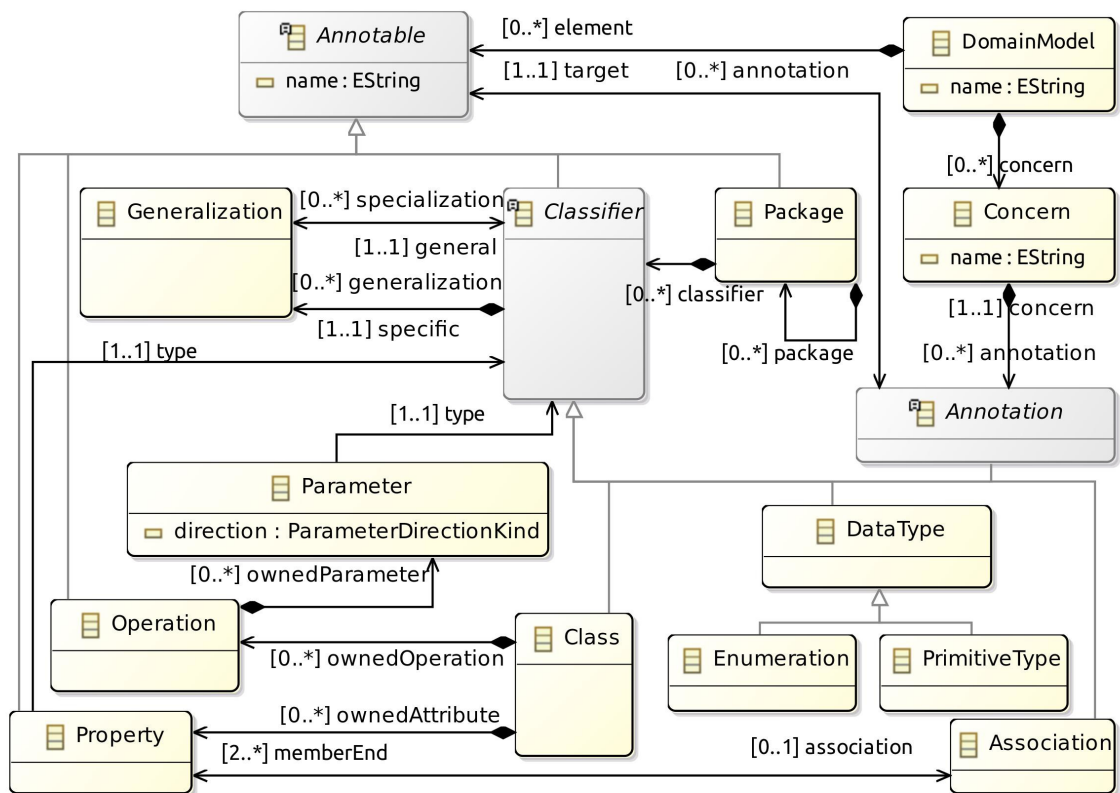 Annotable
name : EString
[0..*] element
DomainModel
name : EString
[1..1] target
[0..*] annotation
[0..*] concern
Generalization
[0..*] specialization
Classifier
Package
Concern
name : EString
[1..1] general
[0..*] generalization
[0..*] classifier
[1..1] concern
[1..1] specific
[1..1] type
[0..*] package
[0..*] annotation
[1..1] type
Annotation
Parameter
direction : ParameterDirectionKind
DataType
[0..*] ownedParameter
Operation
Class
[0..*] ownedOperation
Enumeration
PrimitiveType
[0..*] ownedAttribute
Property
[2..*] memberEnd
[0..1] association
Association